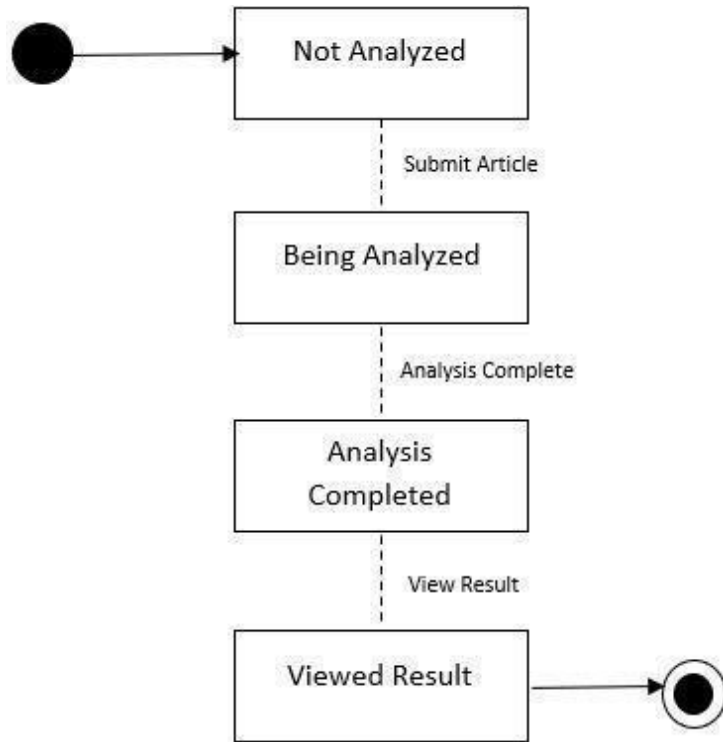 Not Analyzed
Submit Article
Being Analyzed
Analysis Complete
Analysis
Completed
View Result
Viewed Result